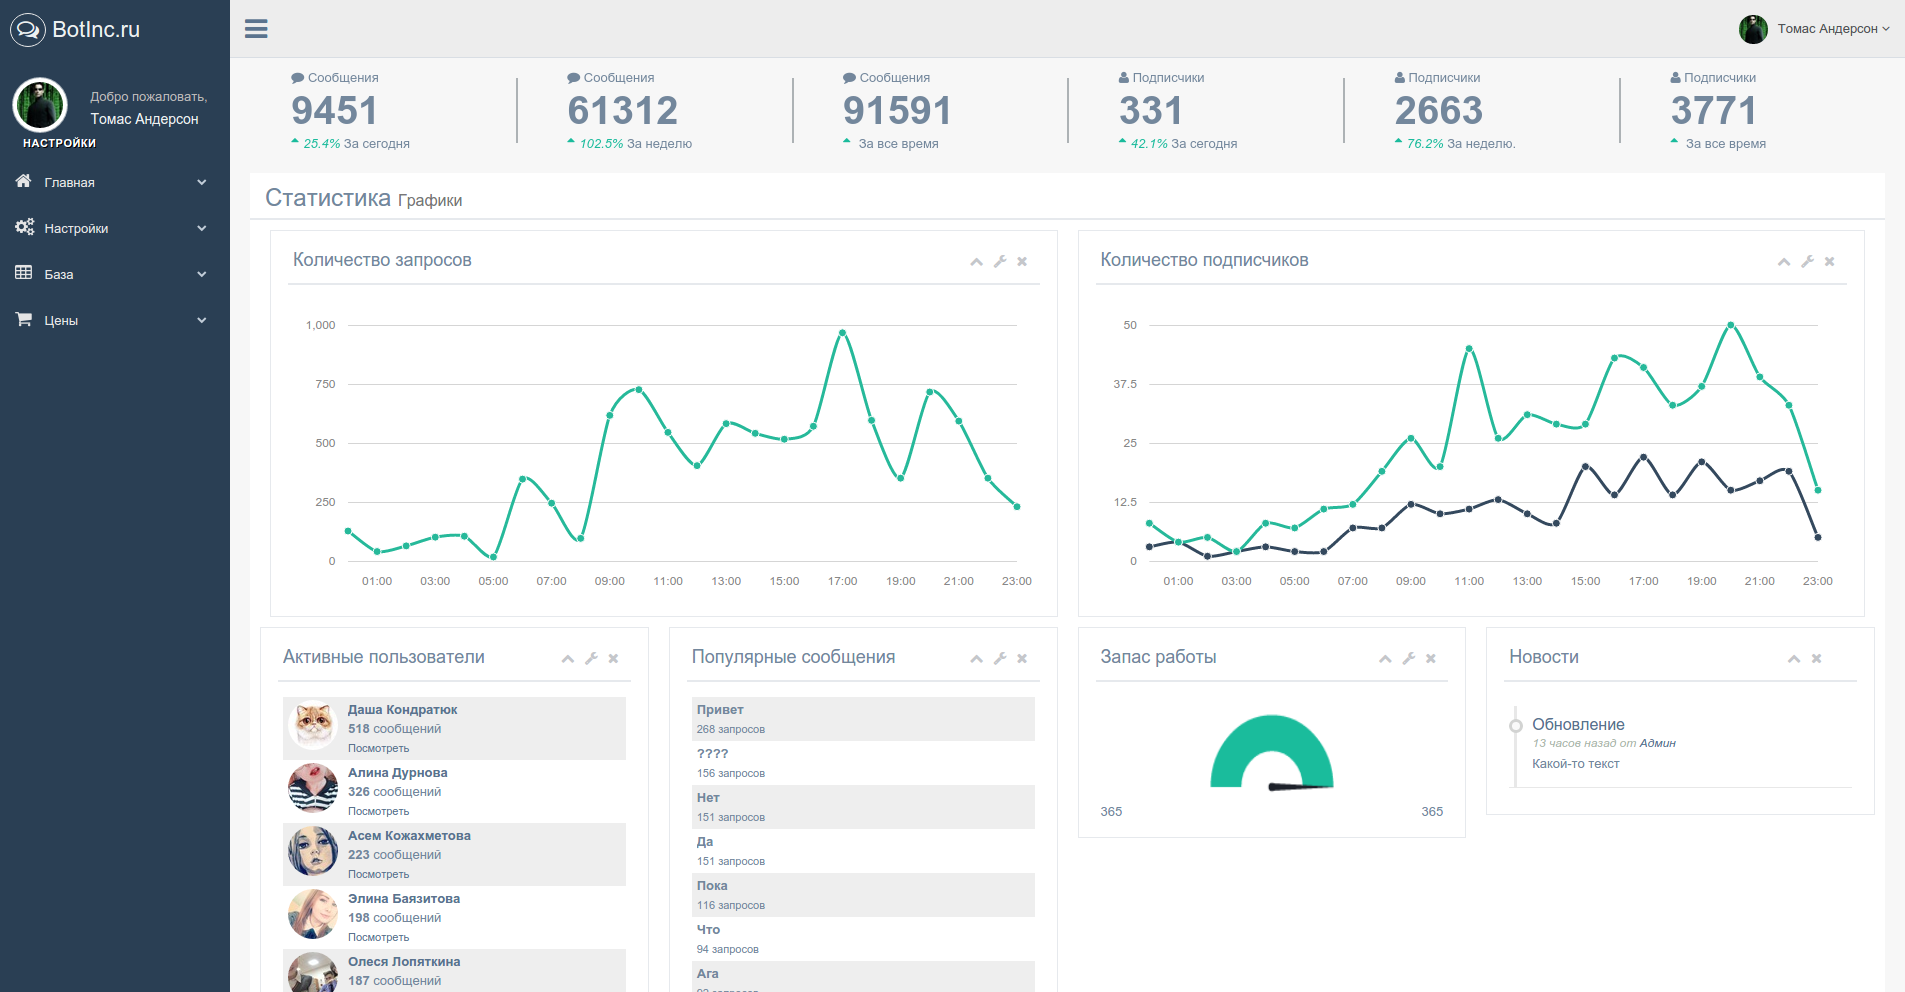 BotInc.ru
Томас Андерсон
Добро пожаловать,
Томас Андерсон
НАСТРОЙКИ
Главная
Настройки
База
Цены
Сообщения
9451
25.4% За сегодня
Сообщения
61312
102.5% За неделю
Сообщения
91591
За все время
Подписчики
331
42.1% За сегодня
Подписчики
2663
76.2% За неделю.
Подписчики
3771
За все время
Статистика Графики
Количество запросов
1,000
750
500
250
0
01:00 03:00 05:00 07:00 09:00 11:00 13:00 15:00 17:00 19:00 21:00 23:00
Количество подписчиков
50
37.5
25
12.5
0
01:00 03:00 05:00 07:00 09:00 11:00 13:00 15:00 17:00 19:00 21:00 23:00
Активные пользователи
Даша Кондратюк
518 сообщений
Посмотреть
Алина Дурнова
326 сообщений
Посмотреть
Асем Кожахметова
223 сообщений
Посмотреть
Элина Баязитова
198 сообщений
Посмотреть
Олеся Лопяткина
187 сообщений
Популярные сообщения
Привет
268 запросов
????
156 запросов
Нет
151 запросов
Да
151 запросов
Пока
116 запросов
Что
94 запросов
Ага
Запас работы
365 365
Новости
Обновление
13 часов назад от Админ
Какой-то текст